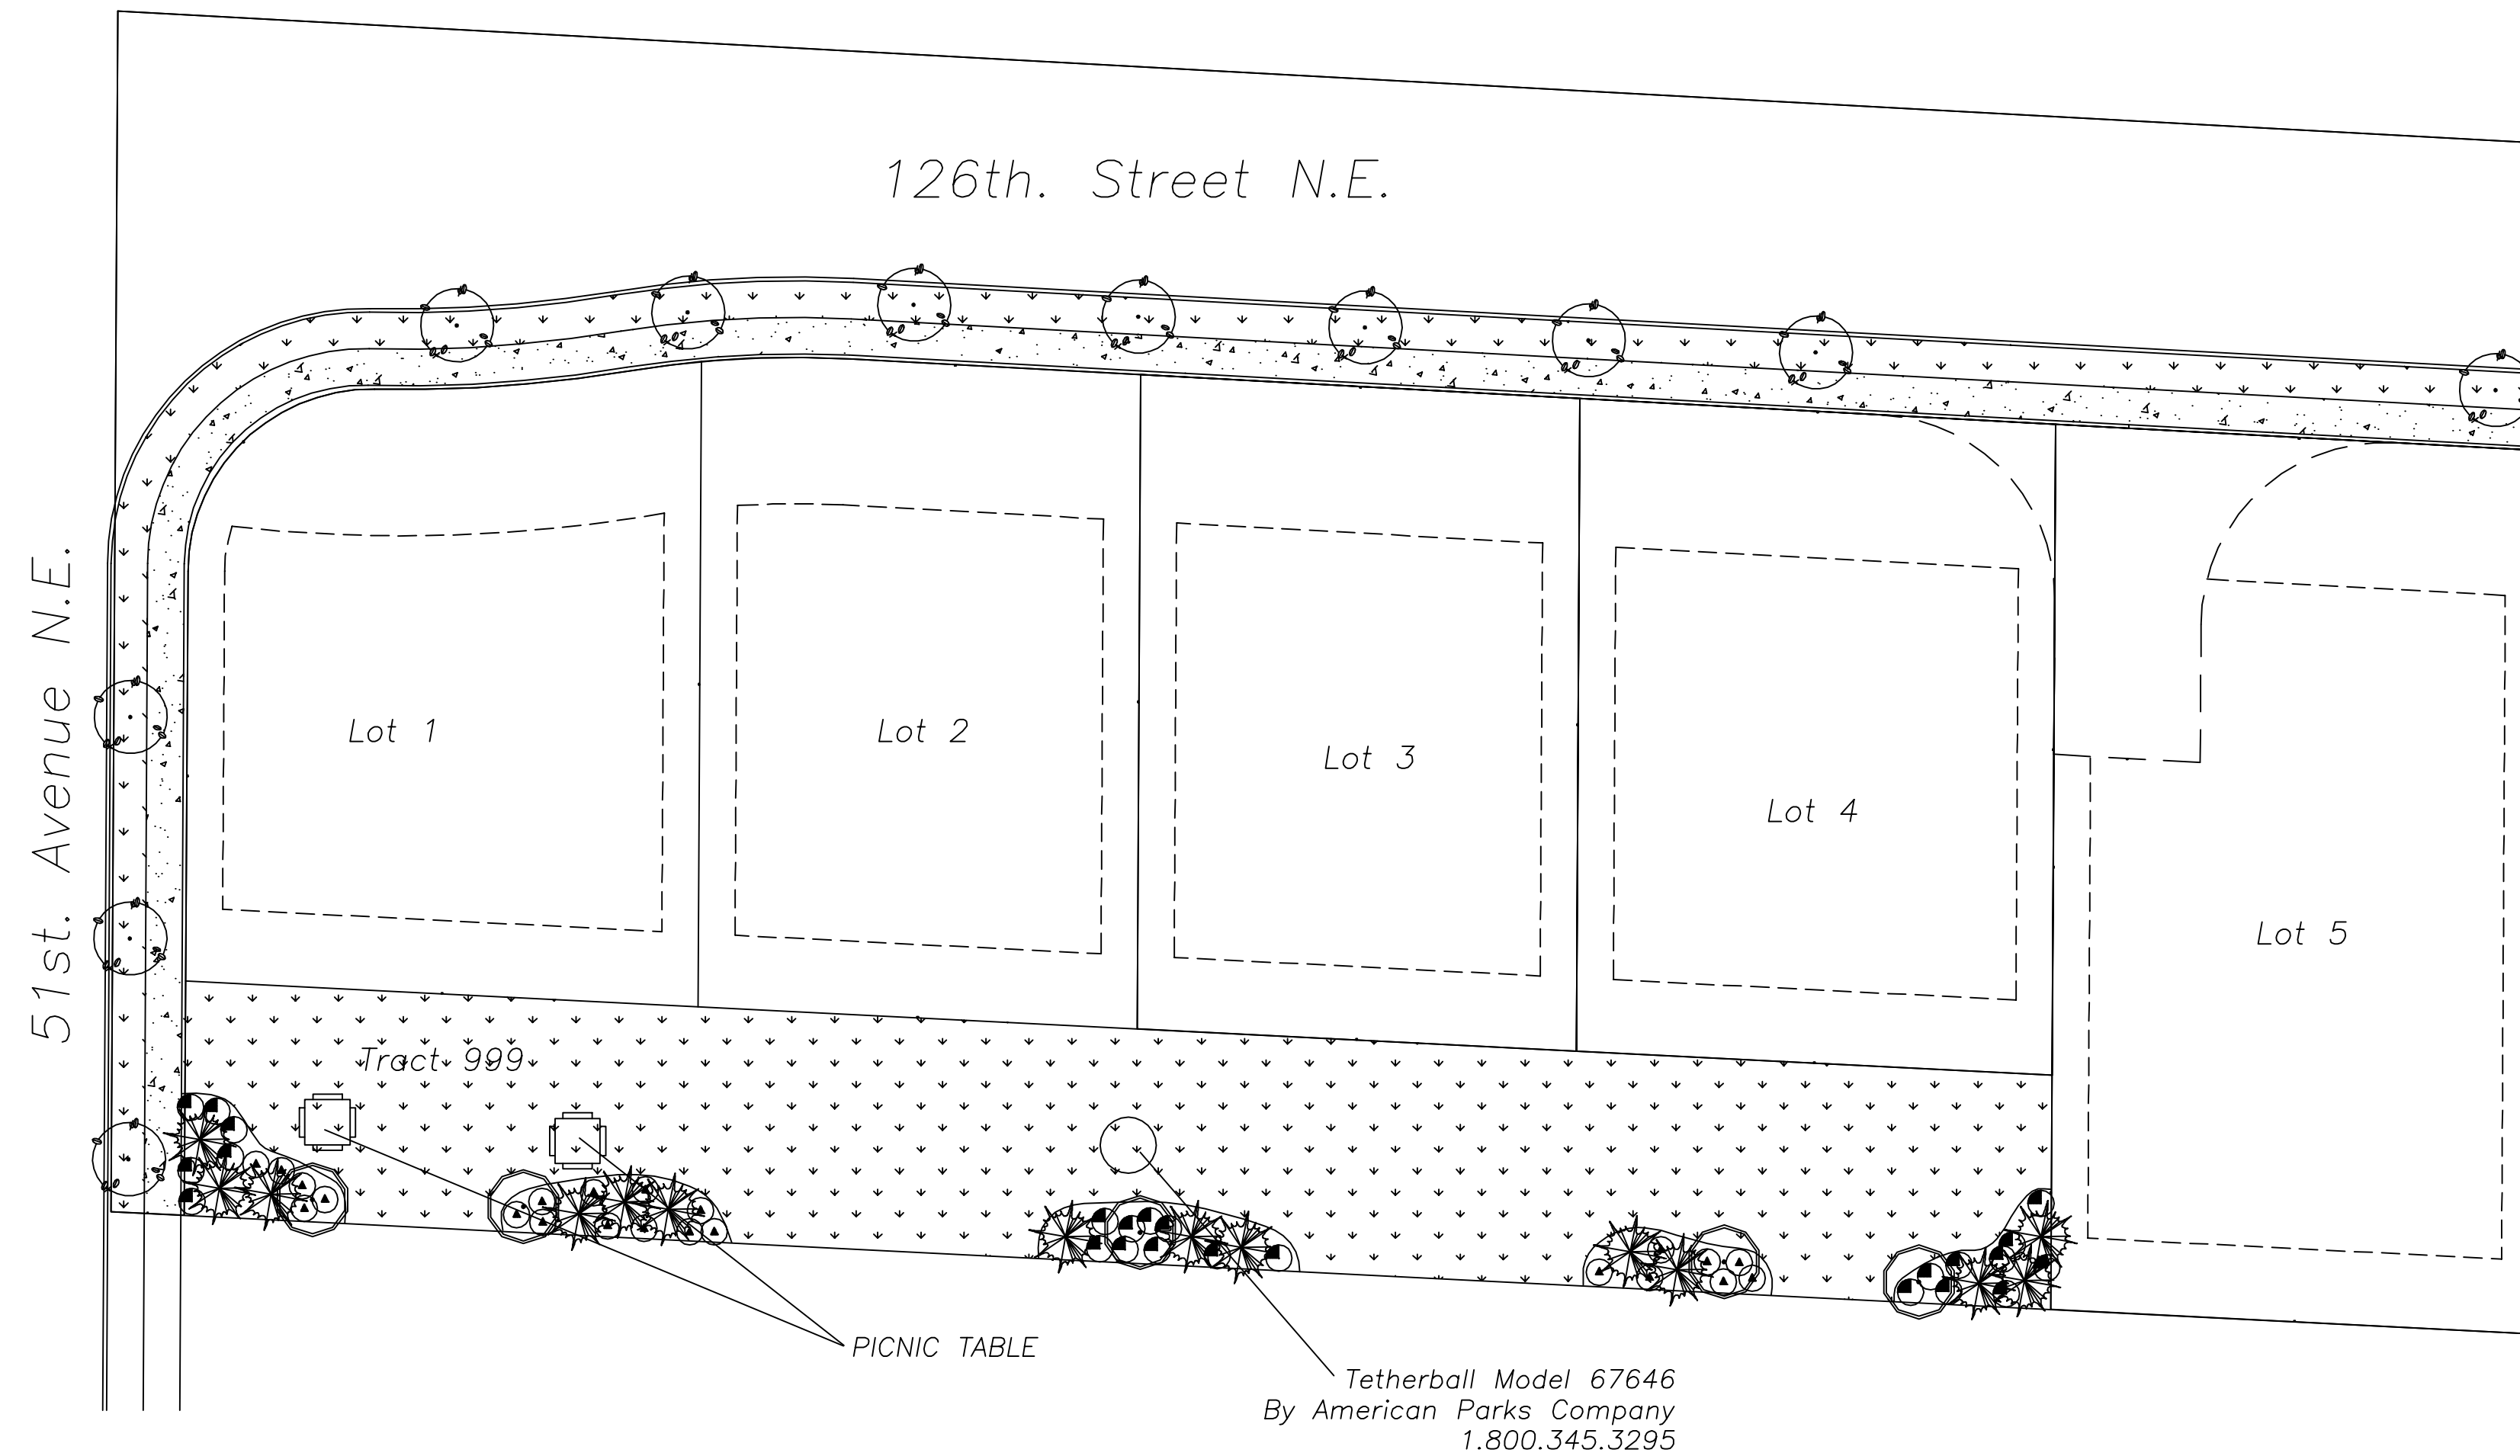 126th. Street N.E.
51st. Avenue N.E.
Lot 1
Lot 2
Lot 3
Lot 4
Lot 5
Tract 999
PICNIC TABLE
Tetherball Model 67646
By American Parks Company
1.800.345.3295